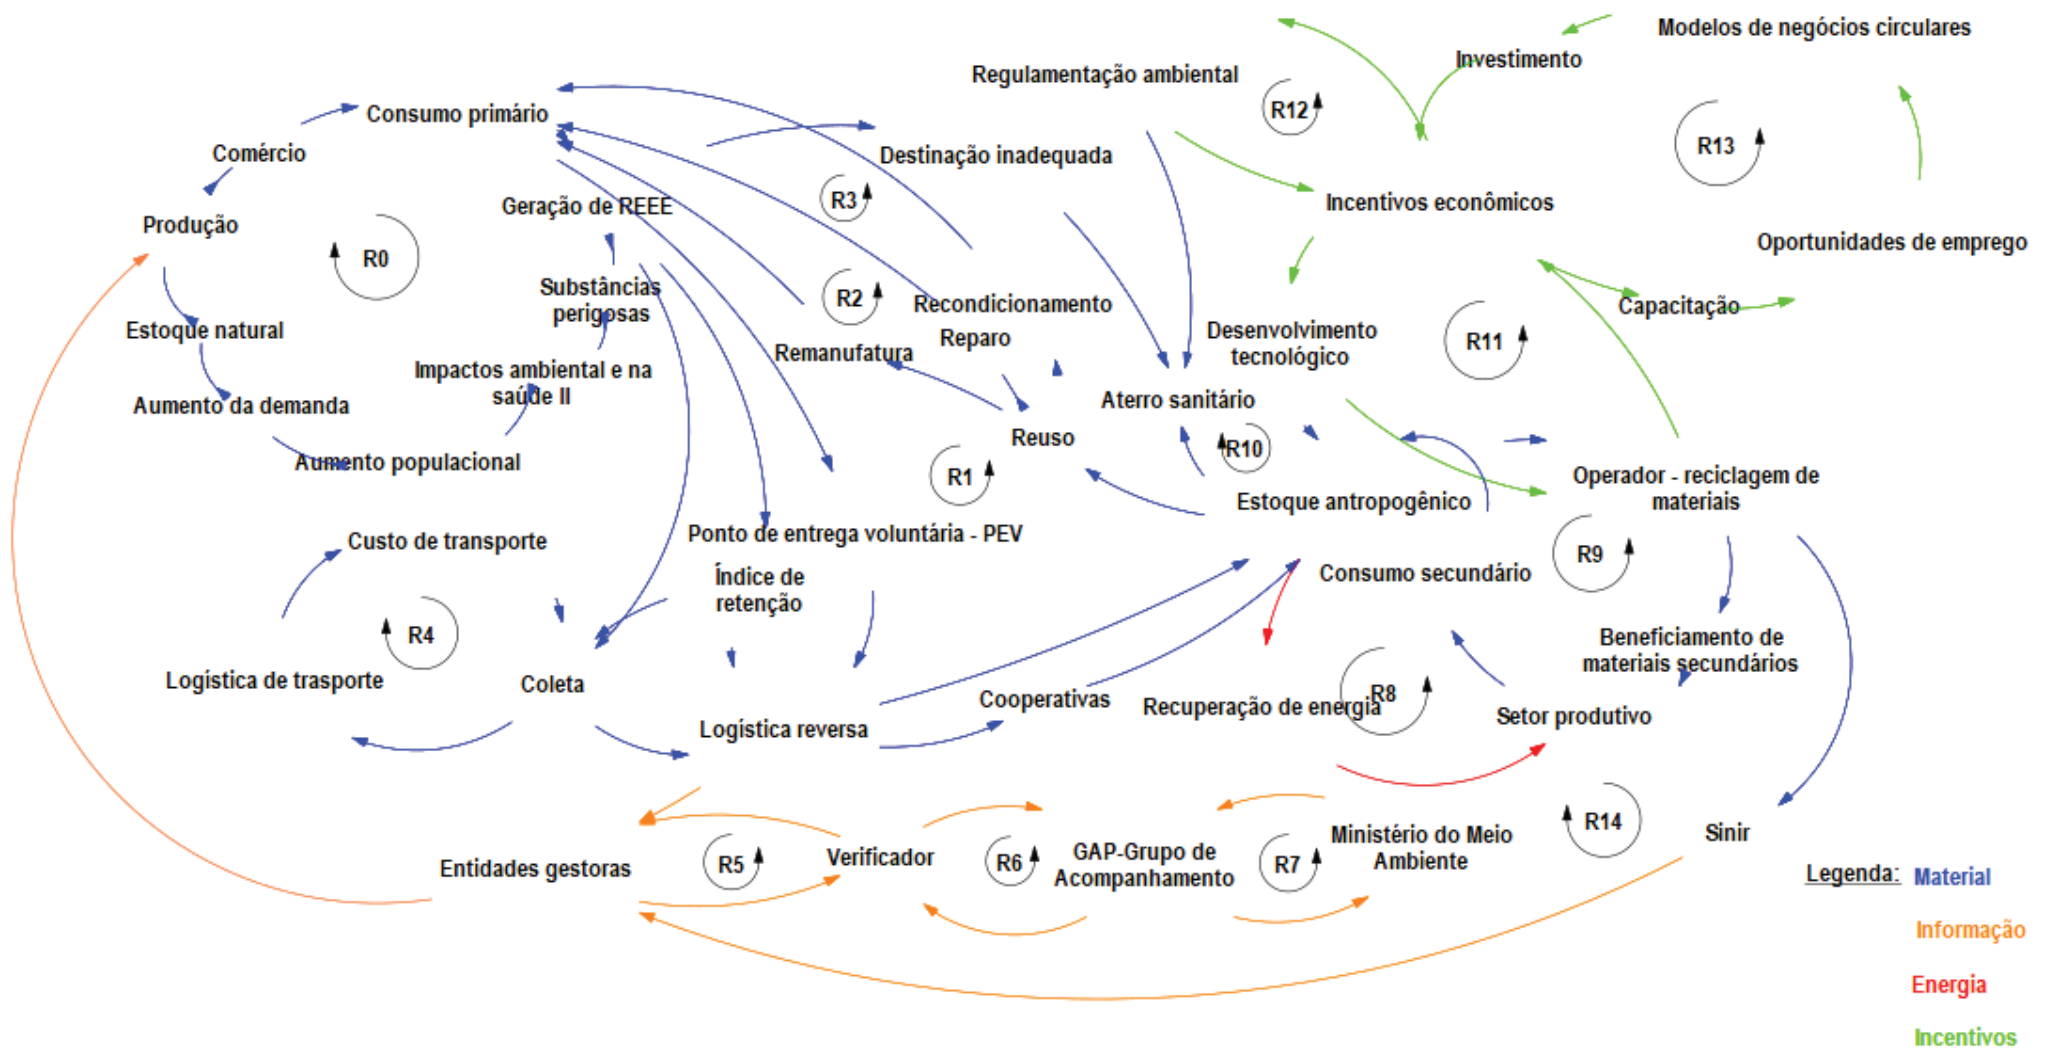 Modelos de negócios circulares
Investimento
Regulamentação ambiental
R12
Consumo primário
R13
Comércio
Destinação inadequada
R3
Geração de REEE
Incentivos econômicos
Produção
R0
Oportunidades de emprego
Substâncias
perigosas
R2
Recondicionamento
Capacitação
Estoque natural
Reparo
Desenvolvimento
tecnológico
R11
Remanufatura
Impactos ambiental e na
saúde II
Aumento da demanda
Aterro sanitário
Reuso
R10
Aumento populacional
R1
Operador - reciclagem de
materiais
Estoque antropogênico
Ponto de entrega voluntária - PEV
Custo de transporte
R9
Índice de
retenção
Consumo secundário
R4
Beneficiamento de
materiais secundários
Logística de trasporte
Coleta
Cooperativas
R8
Recuperação de energia
Setor produtivo
Logística reversa
R14
Sinir
Ministério do Meio
Ambiente
Entidades gestoras
R5
Verificador
R6
GAP-Grupo de
Acompanhamento
R7
Legenda:
Material
Informação
Energia
Incentivos